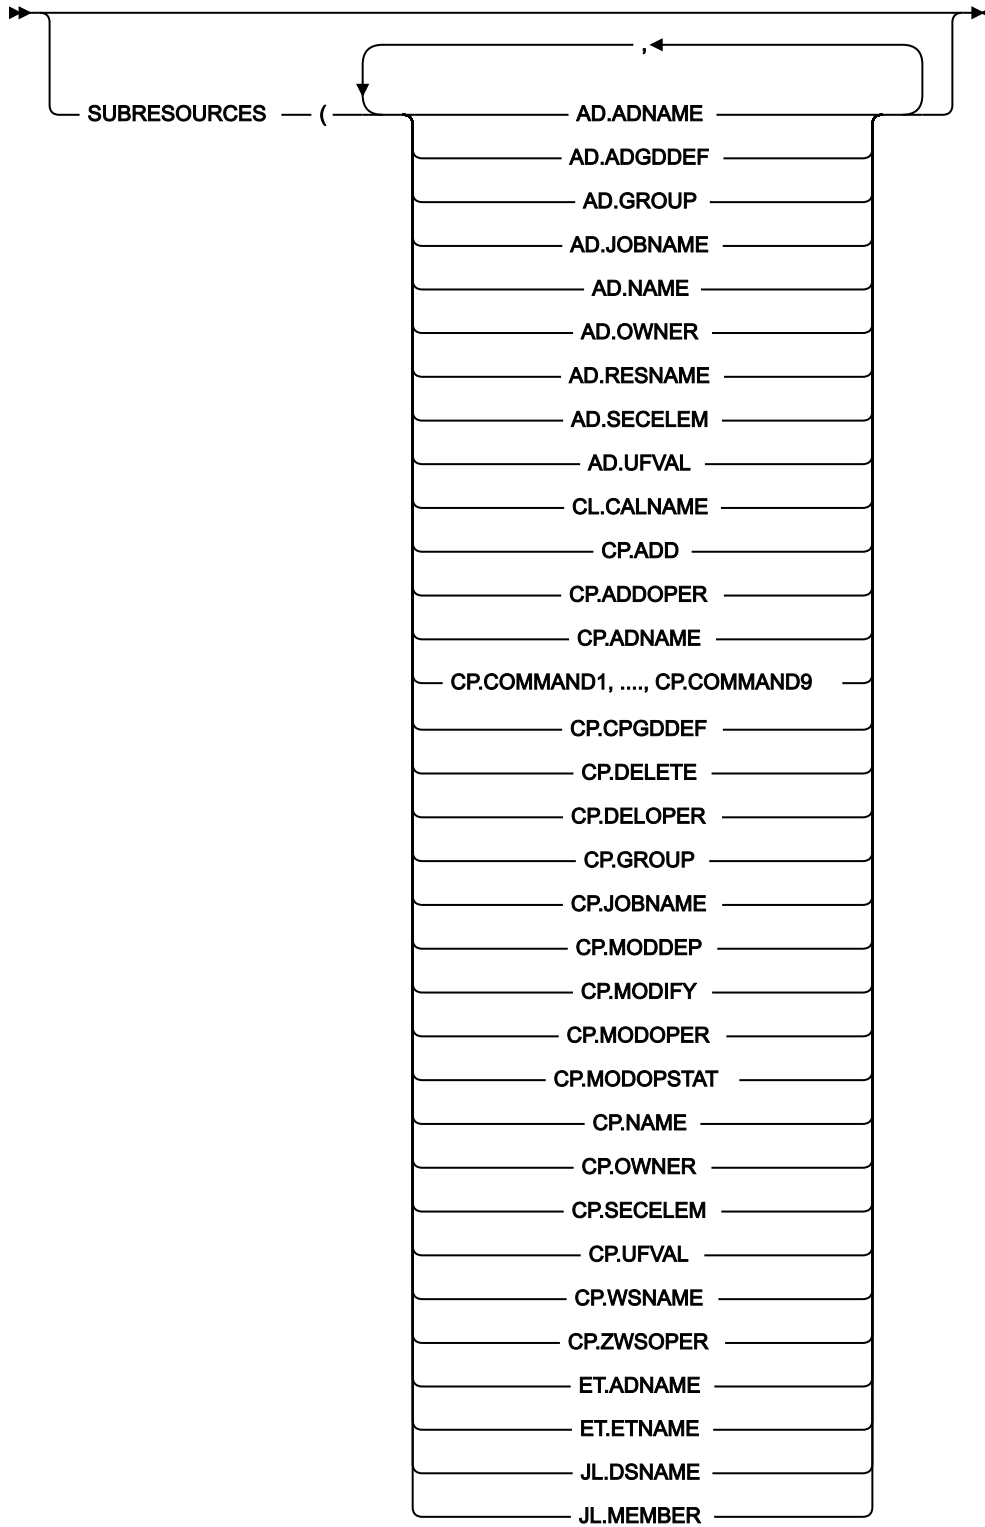 ,
SUBRESOURCES ( AD.ADNAME
AD.ADGDDEF
AD.GROUP
AD.JOBNAME
AD.NAME
AD.OWNER
AD.RESNAME
AD.SECELEM
AD.UFVAL
CL.CALNAME
CP.ADD
CP.ADDOPER
CP.ADNAME
CP.COMMAND1, ...., CP.COMMAND9
CP.CPGDDEF
CP.DELETE
CP.DELOPER
CP.GROUP
CP.JOBNAME
CP.MODDEP
CP.MODIFY
CP.MODOPER
CP.MODOPSTAT
CP.NAME
CP.OWNER
CP.SECELEM
CP.UFVAL
CP.WSNAME
CP.ZWSOPER
ET.ADNAME
ET.ETNAME
JL.DSNAME
JL.MEMBER